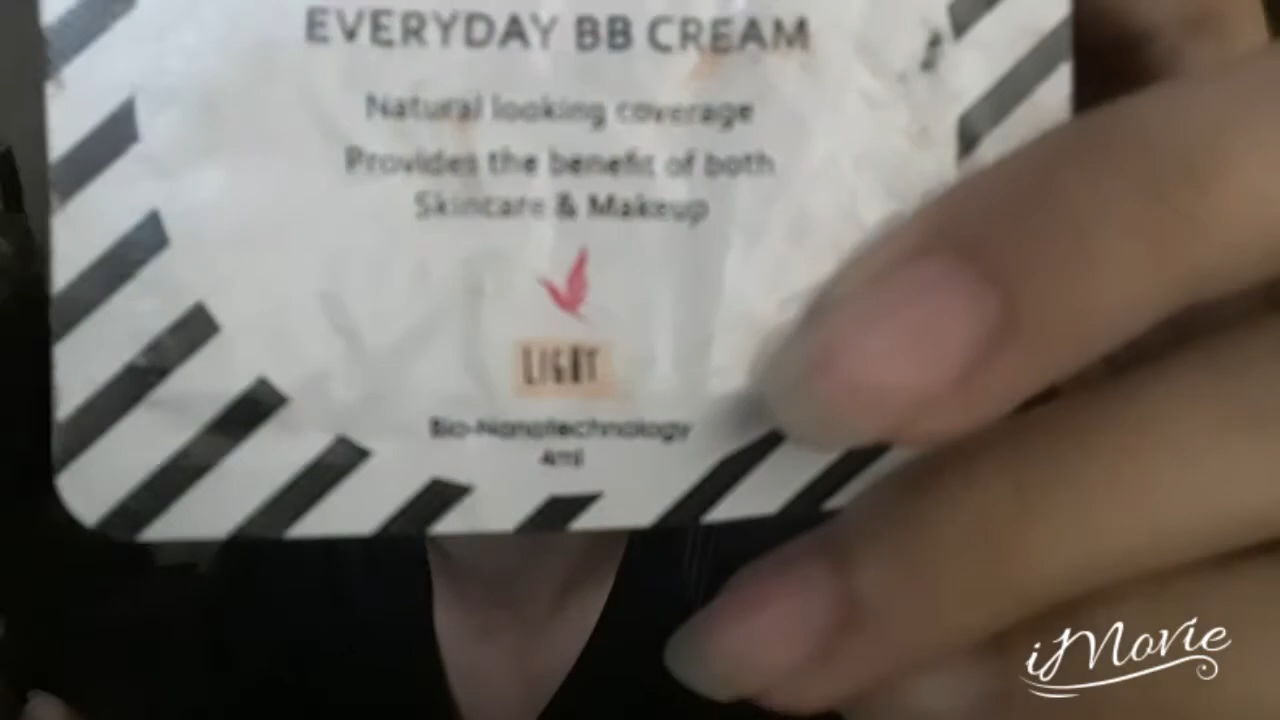 EVERYDAY BB CREAM
Natural looking coverage
Provides the benefit of both
Skincare & Makeup
LIGHT
Bio-Nanotechnology
4ml
iMovie